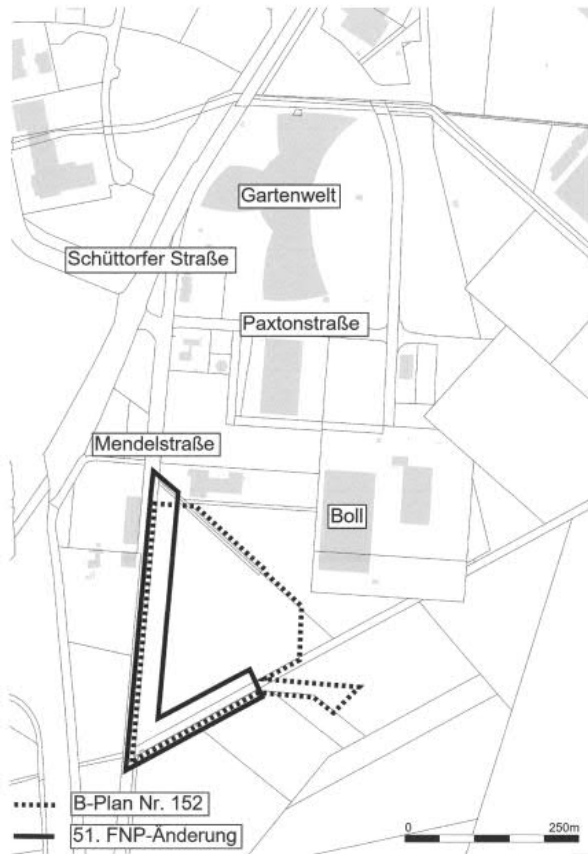 Gartenwelt
Schüttorfer Straße
Paxtonstraße
Mendelstraße
Boll
B-Plan Nr. 152
51. FNP-Änderung
0 250m